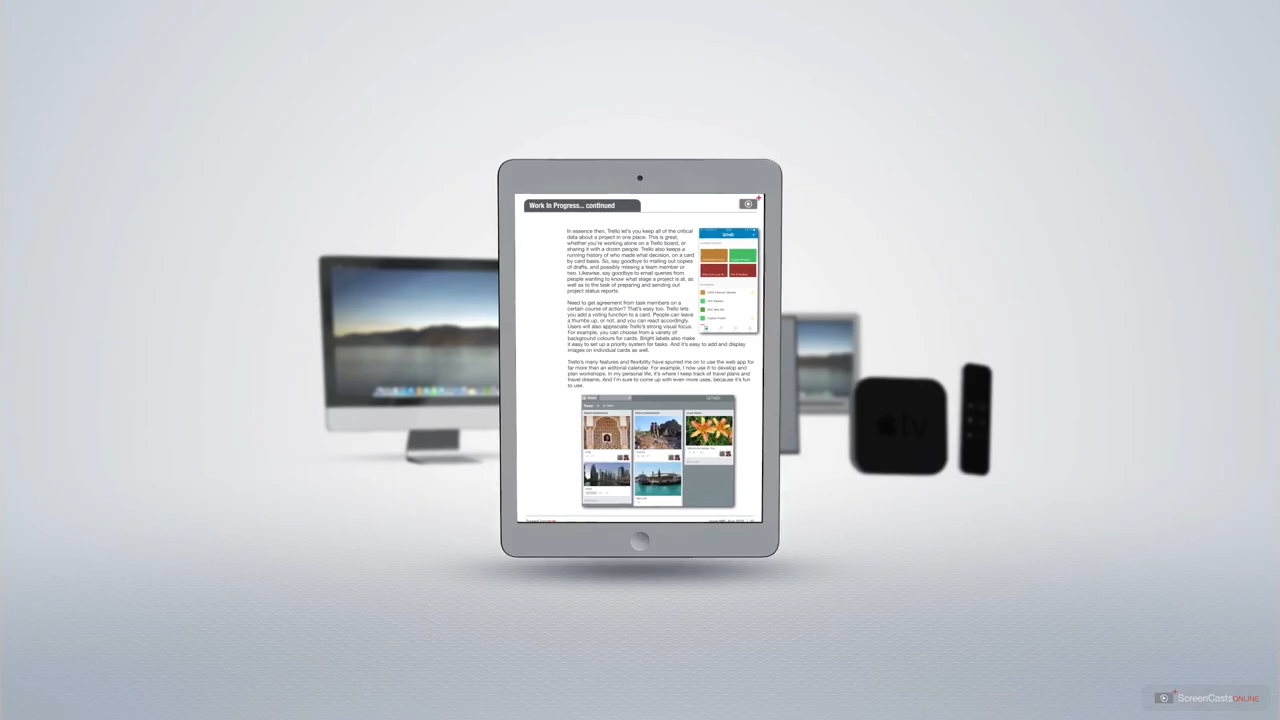 Work In Progress... continued
In essence then, Trello let's you keep all of the critical
data about a project in one place. This is great,
whether you're working alone on a Trello board, or
sharing it with a dozen people. Trello also keeps a
running history of who made what decision, on a card
by card basis. So, say goodbye to mailing out copies
of drafts, and possibly missing a team member or
two. Likewise, say goodbye to email queries from
people wanting to know what stage a project is at, as
well as to the task of preparing and sending out
project status reports.
Need to get agreement from task members on a
certain course of action? That's easy too. Trello lets
you add a voting function to a card. People can leave
a thumbs up, or not, and you can react accordingly.
Users will also appreciate Trello's strong visual focus.
For example, you can choose from a variety of
background colours for cards. Bright labels also make
it easy to set up a priority system for tasks. And it's easy to add and display
images on individual cards as well.
Trello's many features and flexibility have spurred me on to use the web app for
far more than an editorial calendar. For example, I now use it to develop and
plan workshops. In my personal life, it's where I keep track of travel plans and
travel dreams. And I'm sure to come up with even more uses, because it's fun
to use.
tv
ScreenCastsONLINE